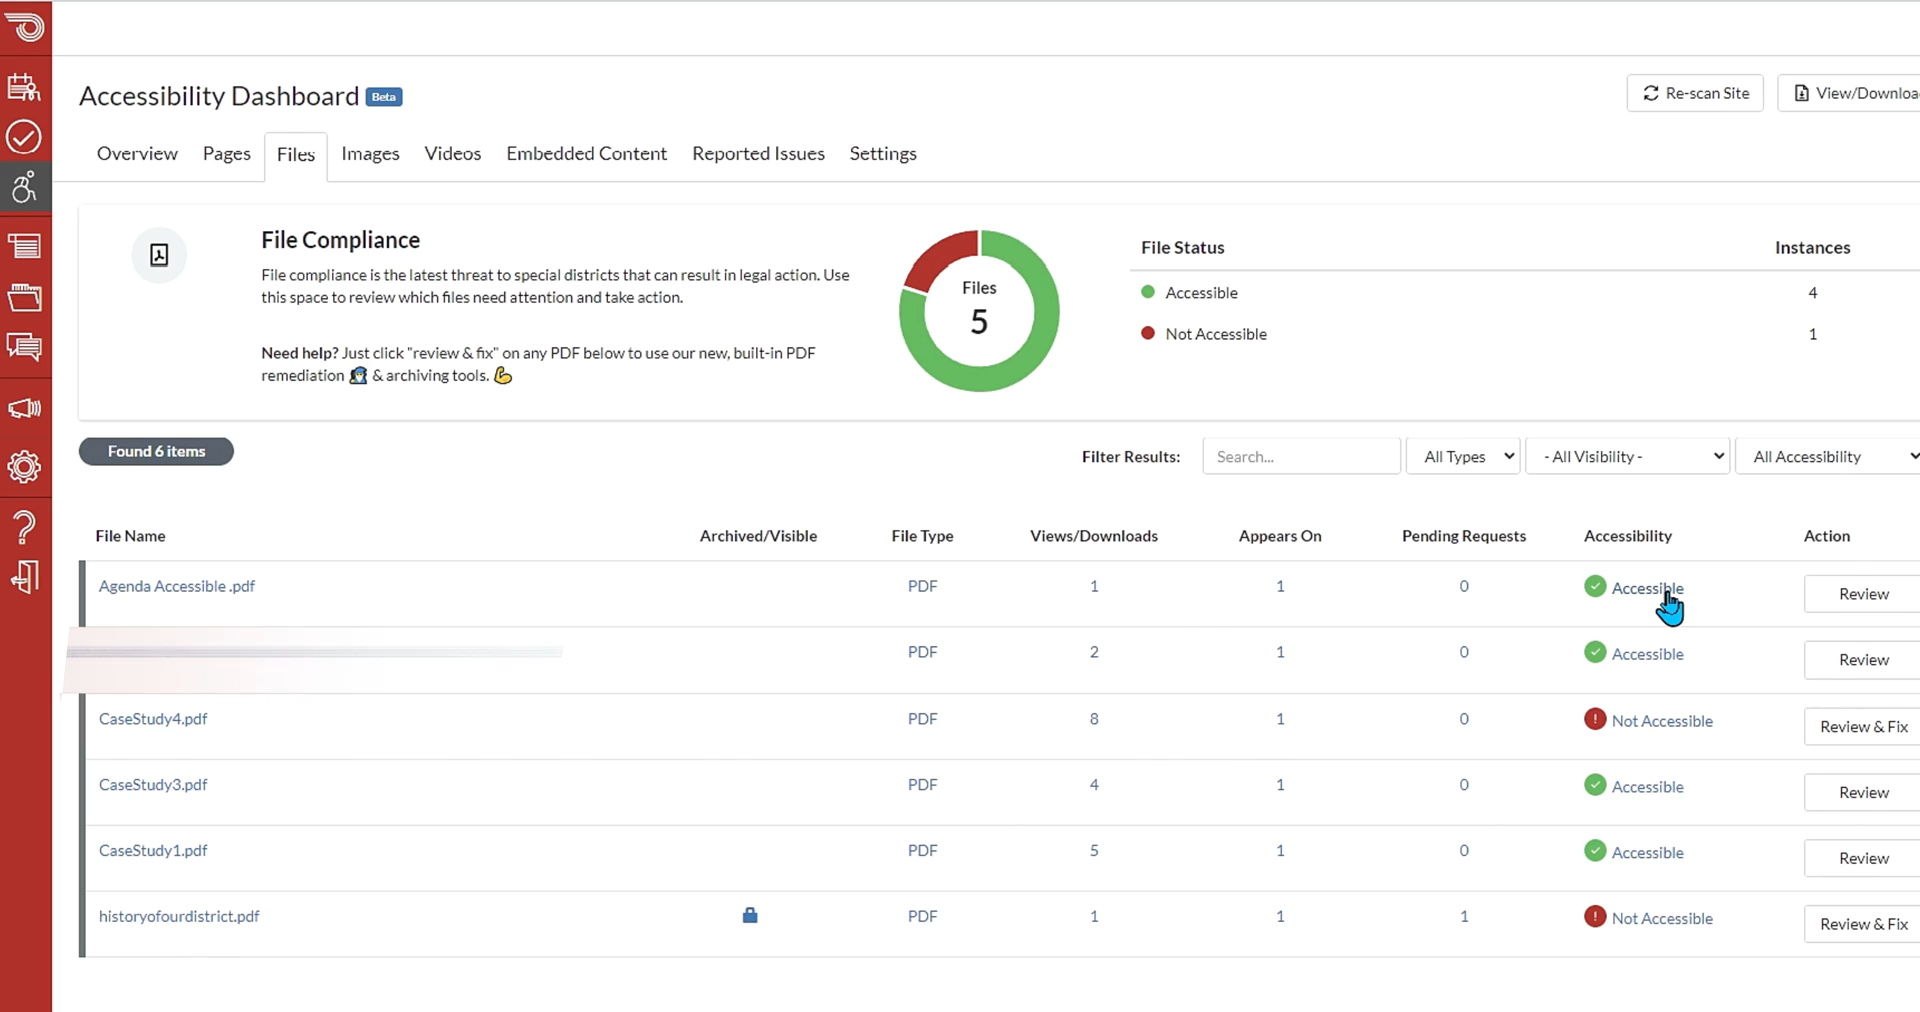 Accessibility Dashboard Beta
Re-scan Site
View/Downloa
Overview Pages Files Images Videos Embedded Content Reported Issues Settings
File Compliance
File compliance is the latest threat to special districts that can result in legal action. Use
this space to review which files need attention and take action.
Need help? Just click "review & fix" on any PDF below to use our new, built-in PDF
remediation & archiving tools.
Files
5
File Status Instances
Accessible 4
Not Accessible 1
Found 6 items
Filter Results: Search... All Types - All Visibility - All Accessibility
File Name Archived/Visible File Type Views/Downloads Appears On Pending Requests Accessibility Action
Agenda Accessible .pdf PDF 1 1 0 Accessible Review
PDF 2 1 0 Accessible Review
CaseStudy4.pdf PDF 8 1 0 Not Accessible Review & Fix
CaseStudy3.pdf PDF 4 1 0 Accessible Review
CaseStudy1.pdf PDF 5 1 0 Accessible Review
historyofourdistrict.pdf PDF 1 1 1 Not Accessible Review & Fix